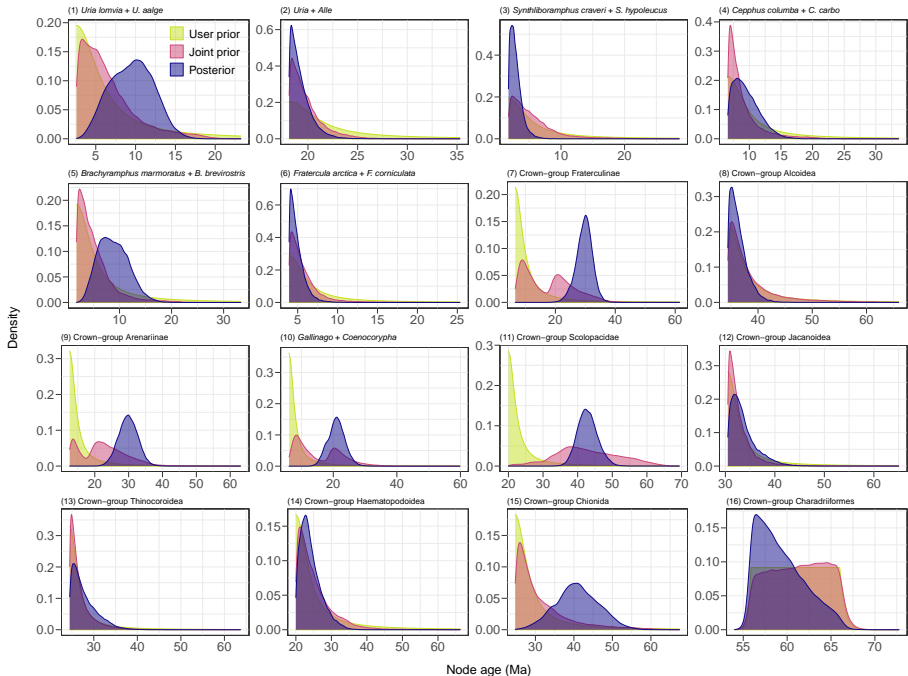 (1) Uria lomvia + U. aalge
(2) Uria + Alle
(3) Synthliboramphus craveri + S. hypoleucus
(4) Cepphus columba + C. carbo
0.20
0.15
0.10
0.05
0.00
5 10 15 20
User prior
Joint prior
Posterior
0.6
0.4
0.2
0.0
20 25 30 35
0.4
0.2
0.0
10 20
0.4
0.3
0.2
0.1
0.0
10 15 20 25 30
(5) Brachyramphus marmoratus + B. brevirostris
(6) Fratercula arctica + F. corniculata
(7) Crown−group Fraterculinae
(8) Crown−group Alcoidea
0.20
0.15
0.10
0.05
0.00
10 20 30
0.6
0.4
0.2
0.0
5 10 15 20 25
0.20
0.15
0.10
0.05
0.00
20 40 60
0.3
0.2
0.1
0.0
40 50 60
Density
(9) Crown−group Arenariinae
(10) Gallinago + Coenocorypha
(11) Crown−group Scolopacidae
(12) Crown−group Jacanoidea
0.3
0.2
0.1
0.0
20 30 40 50 60
0.3
0.2
0.1
0.0
20 40 60
0.3
0.2
0.1
0.0
20 30 40 50 60 70
0.3
0.2
0.1
0.0
30 40 50 60
(13) Crown−group Thinocoroidea
(14) Crown−group Haematopodoidea
(15) Crown−group Chionida
(16) Crown−group Charadriiformes
0.3
0.2
0.1
0.0
30 40 50 60
0.15
0.10
0.05
0.00
20 30 40 50 60
0.20
0.15
0.10
0.05
0.00
30 40 50 60 70
0.15
0.10
0.05
0.00
55 60 65 70
Node age (Ma)